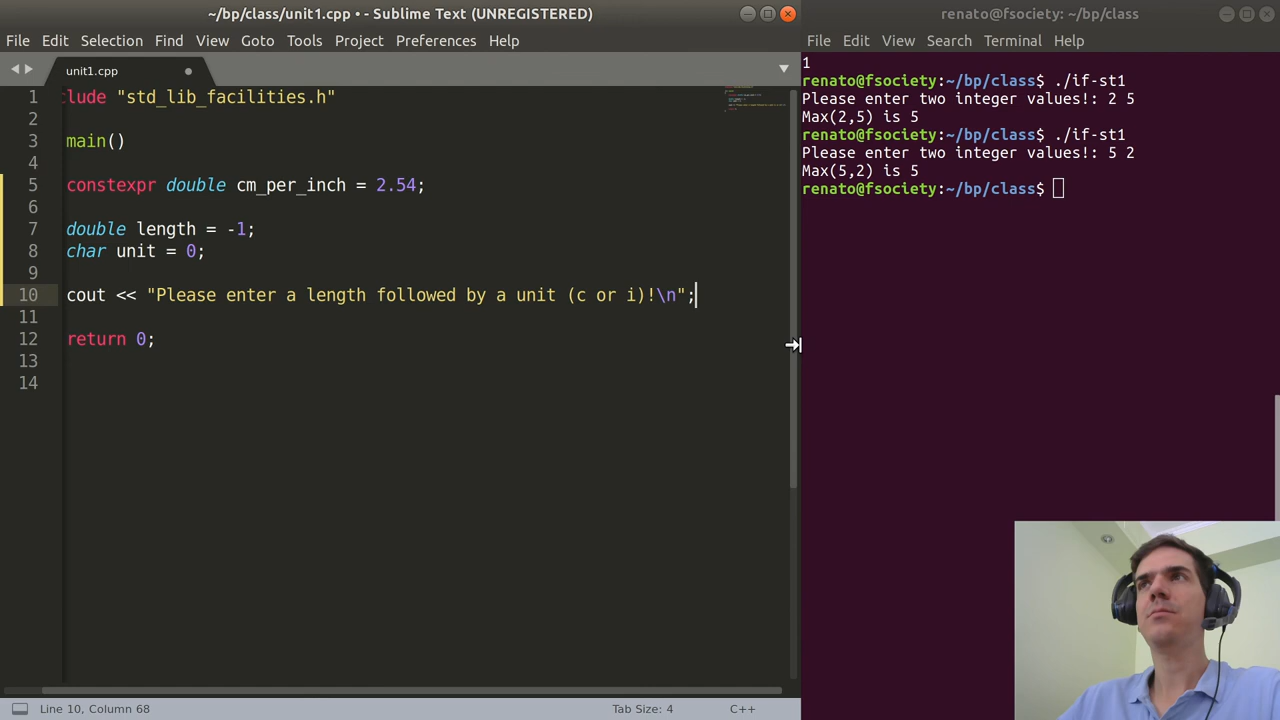 ~/bp/class/unit1.cpp • - Sublime Text (UNREGISTERED)
File Edit Selection Find View Goto Tools Project Preferences Help
unit1.cpp
1 clude "std_lib_facilities.h"
2
3 main()
4
5 constexpr double cm_per_inch = 2.54;
6
7 double length = -1;
8 char unit = 0;
9
10 cout << "Please enter a length followed by a unit (c or i)!\n";
11
12 return 0;
13
14
Line 10, Column 68 Tab Size: 4 C++
renato@fsociety: ~/bp/class
File Edit View Search Terminal Help
1
renato@fsociety:~/bp/class$ ./if-st1
Please enter two integer values!: 2 5
Max(2,5) is 5
renato@fsociety:~/bp/class$ ./if-st1
Please enter two integer values!: 5 2
Max(5,2) is 5
renato@fsociety:~/bp/class$